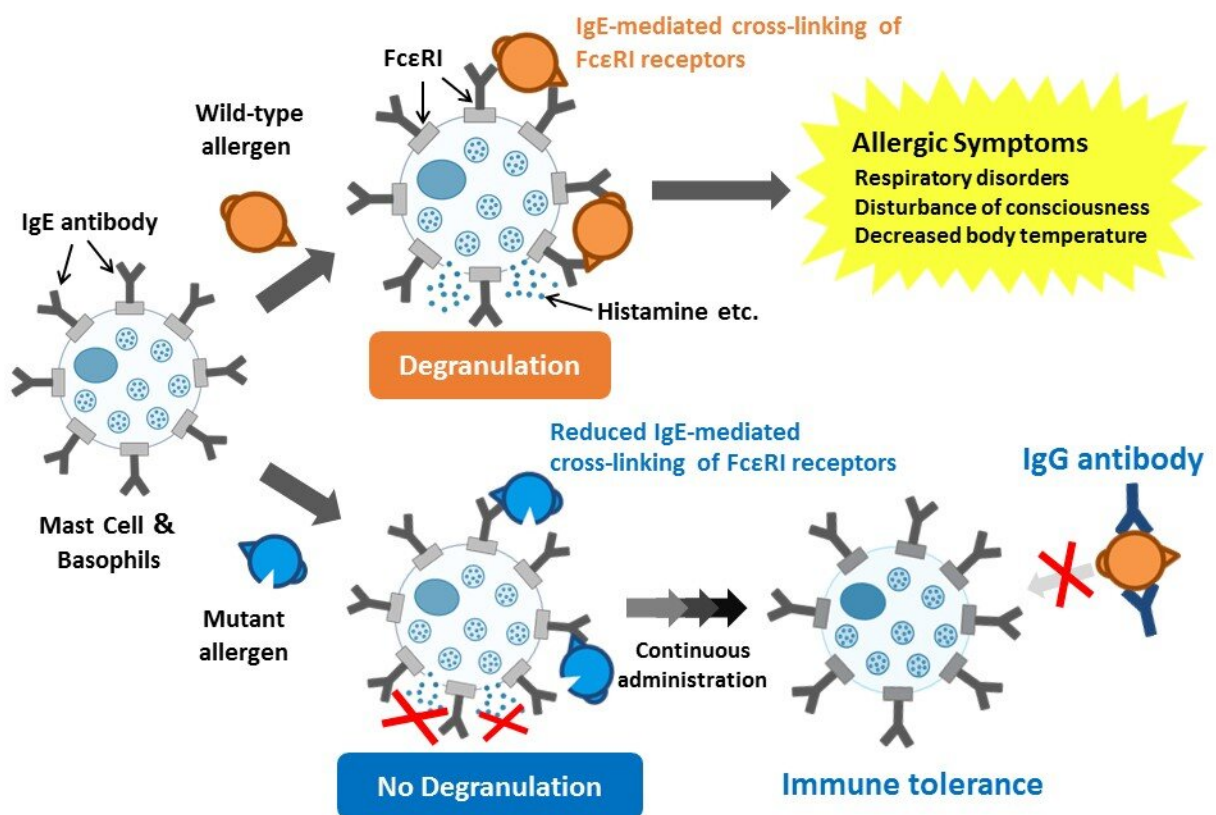 IgE-mediated cross-linking of
FcεRI receptors
FcεRI
Wild-type
allergen
Allergic Symptoms
Respiratory disorders
Disturbance of consciousness
Decreased body temperature
IgE antibody
Histamine etc.
Degranulation
Mast Cell &
Basophils
Reduced IgE-mediated
cross-linking of FcεRI receptors
IgG antibody
Mutant
allergen
Continuous
administration
No Degranulation
Immune tolerance